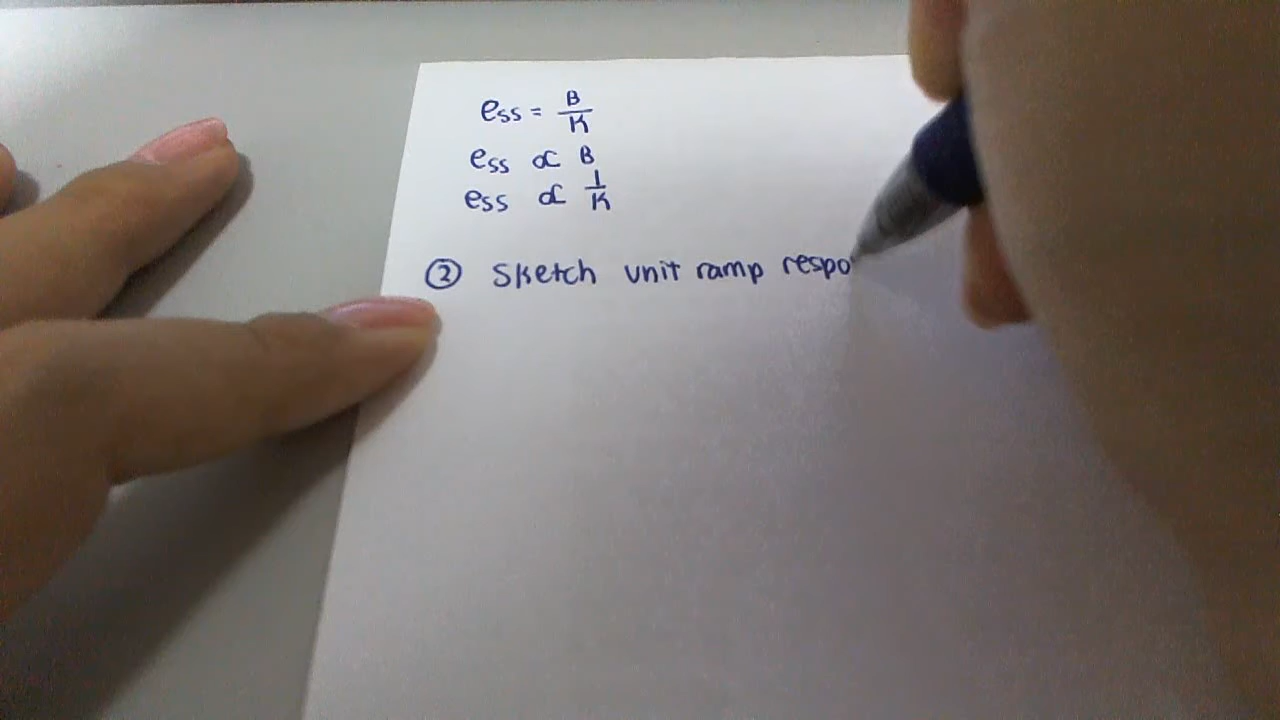 ess = B/K
ess ∝ B
ess ∝ 1/K
② Sketch unit ramp respo